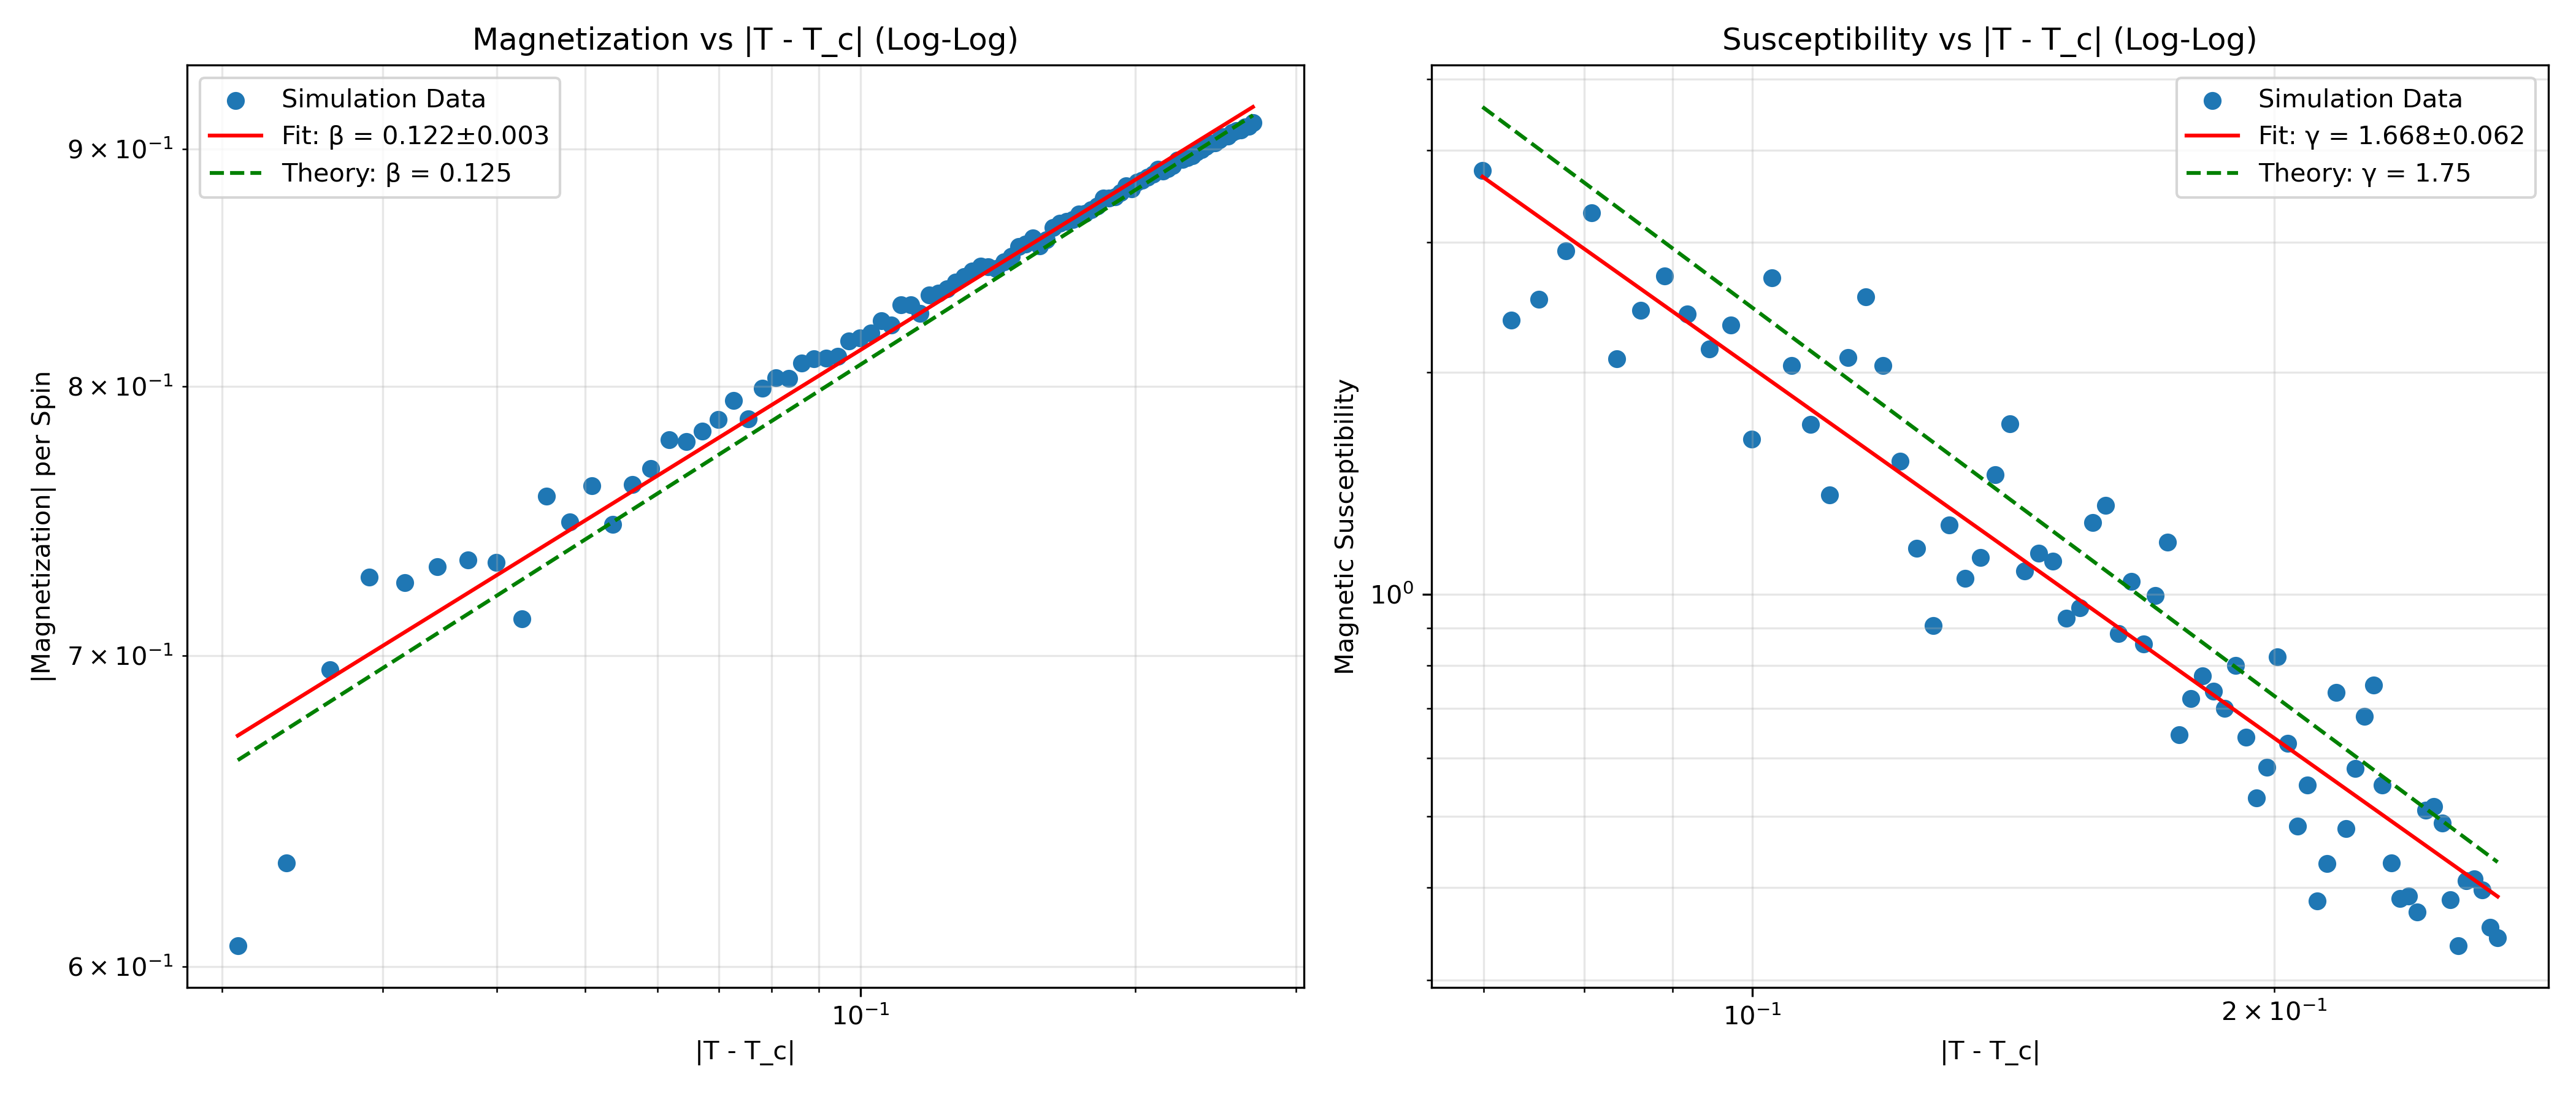 Magnetization vs |T - T_c| (Log-Log)
Simulation Data
Fit: β = 0.122±0.003
Theory: β = 0.125
9 × 10⁻¹
8 × 10⁻¹
7 × 10⁻¹
6 × 10⁻¹
|Magnetization| per Spin
10⁻¹
|T - T_c|
Susceptibility vs |T - T_c| (Log-Log)
Simulation Data
Fit: γ = 1.668±0.062
Theory: γ = 1.75
10⁰
Magnetic Susceptibility
10⁻¹
2 × 10⁻¹
|T - T_c|